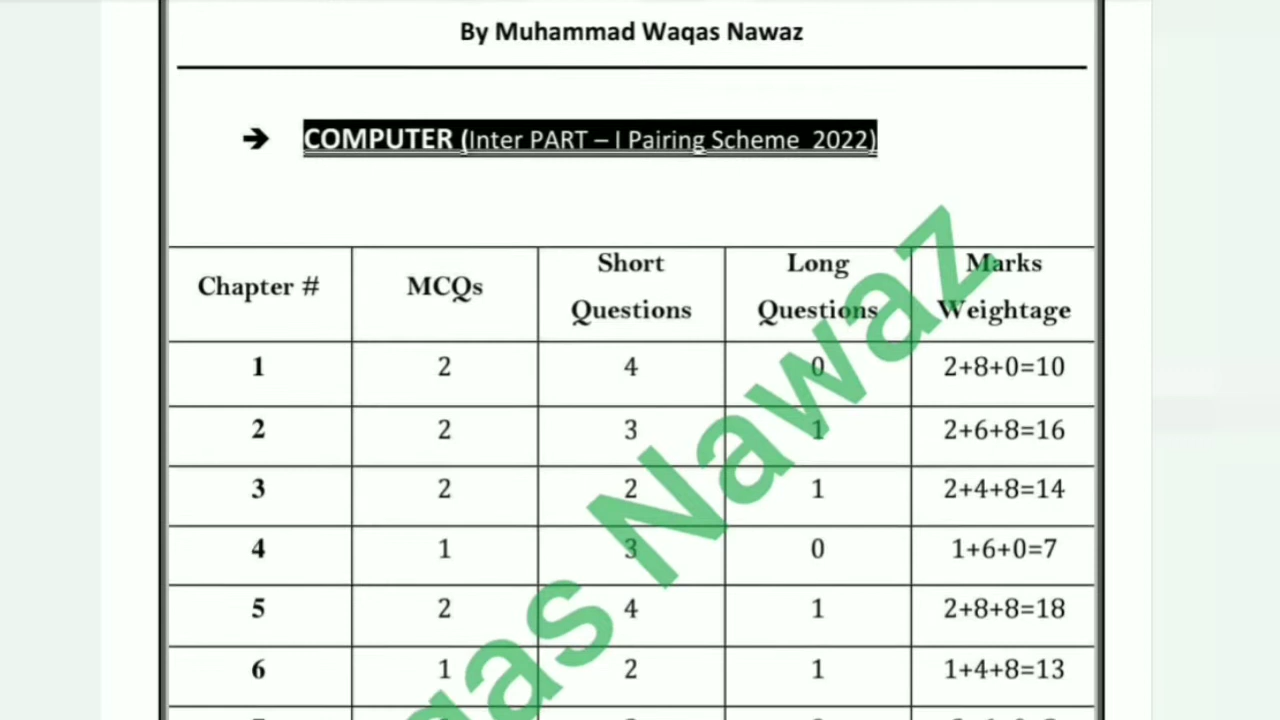 By Muhammad Waqas Nawaz
➔ COMPUTER (Inter PART – I Pairing Scheme 2022)
Chapter # MCQs Short Questions Long Questions Marks Weightage
1 2 4 0 2+8+0=10
2 2 3 1 2+6+8=16
3 2 2 1 2+4+8=14
4 1 3 0 1+6+0=7
5 2 4 1 2+8+8=18
6 1 2 1 1+4+8=13
qas Nawaz